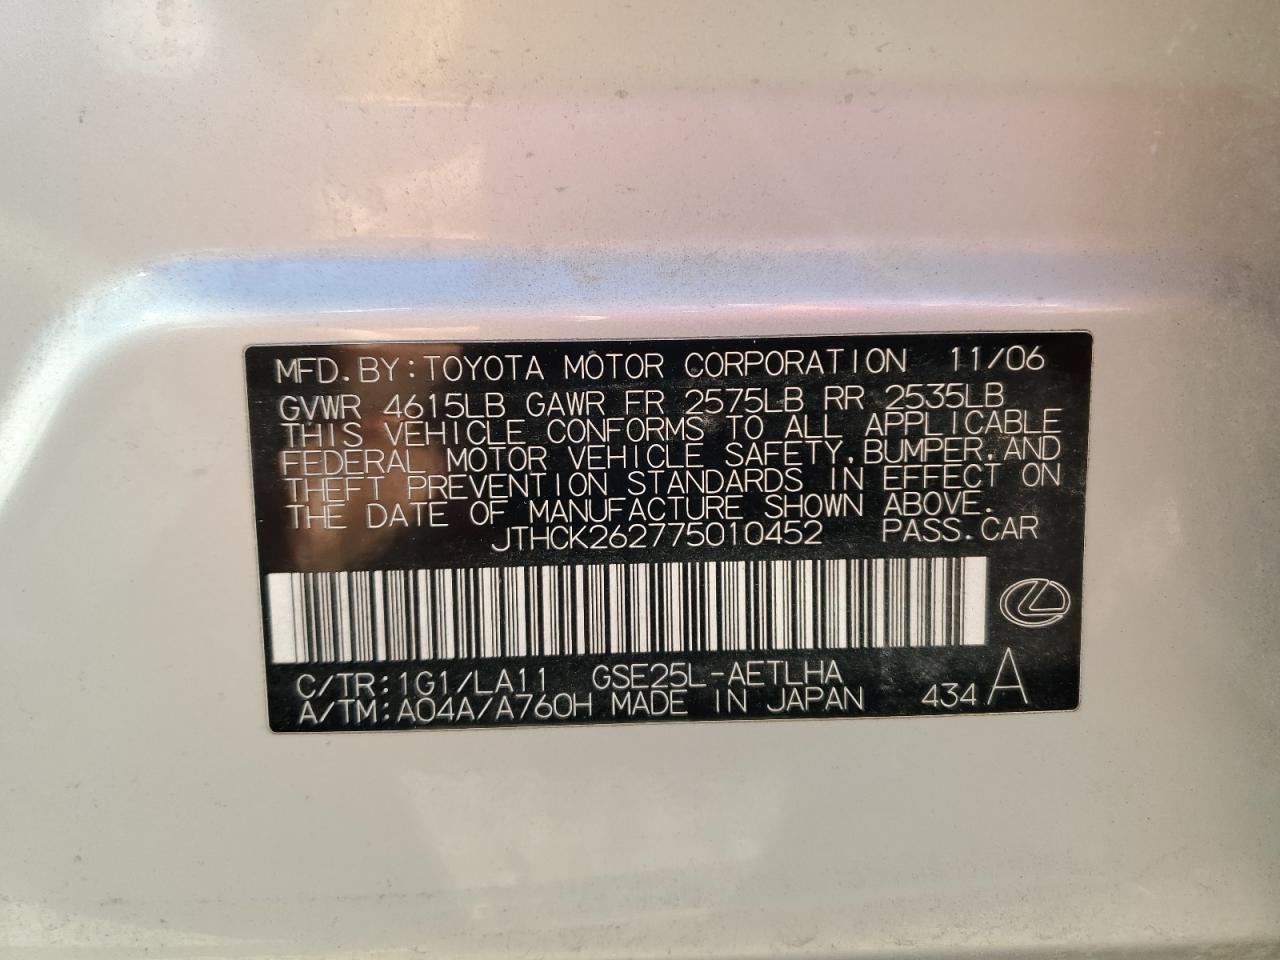 MFD.BY:TOYOTA MOTOR CORPORATION 11/06
GVWR 4615LB GAWR FR 2575LB RR 2535LB
THIS VEHICLE CONFORMS TO ALL APPLICABLE
FEDERAL MOTOR VEHICLE SAFETY,BUMPER,AND
THEFT PREVENTION STANDARDS IN EFFECT ON
THE DATE OF MANUFACTURE SHOWN ABOVE.
JTHCK262775010452 PASS.CAR
C/TR:1G1/LA11 GSE25L-AETLHA
A/TM:A04A/A760H MADE IN JAPAN 434 A